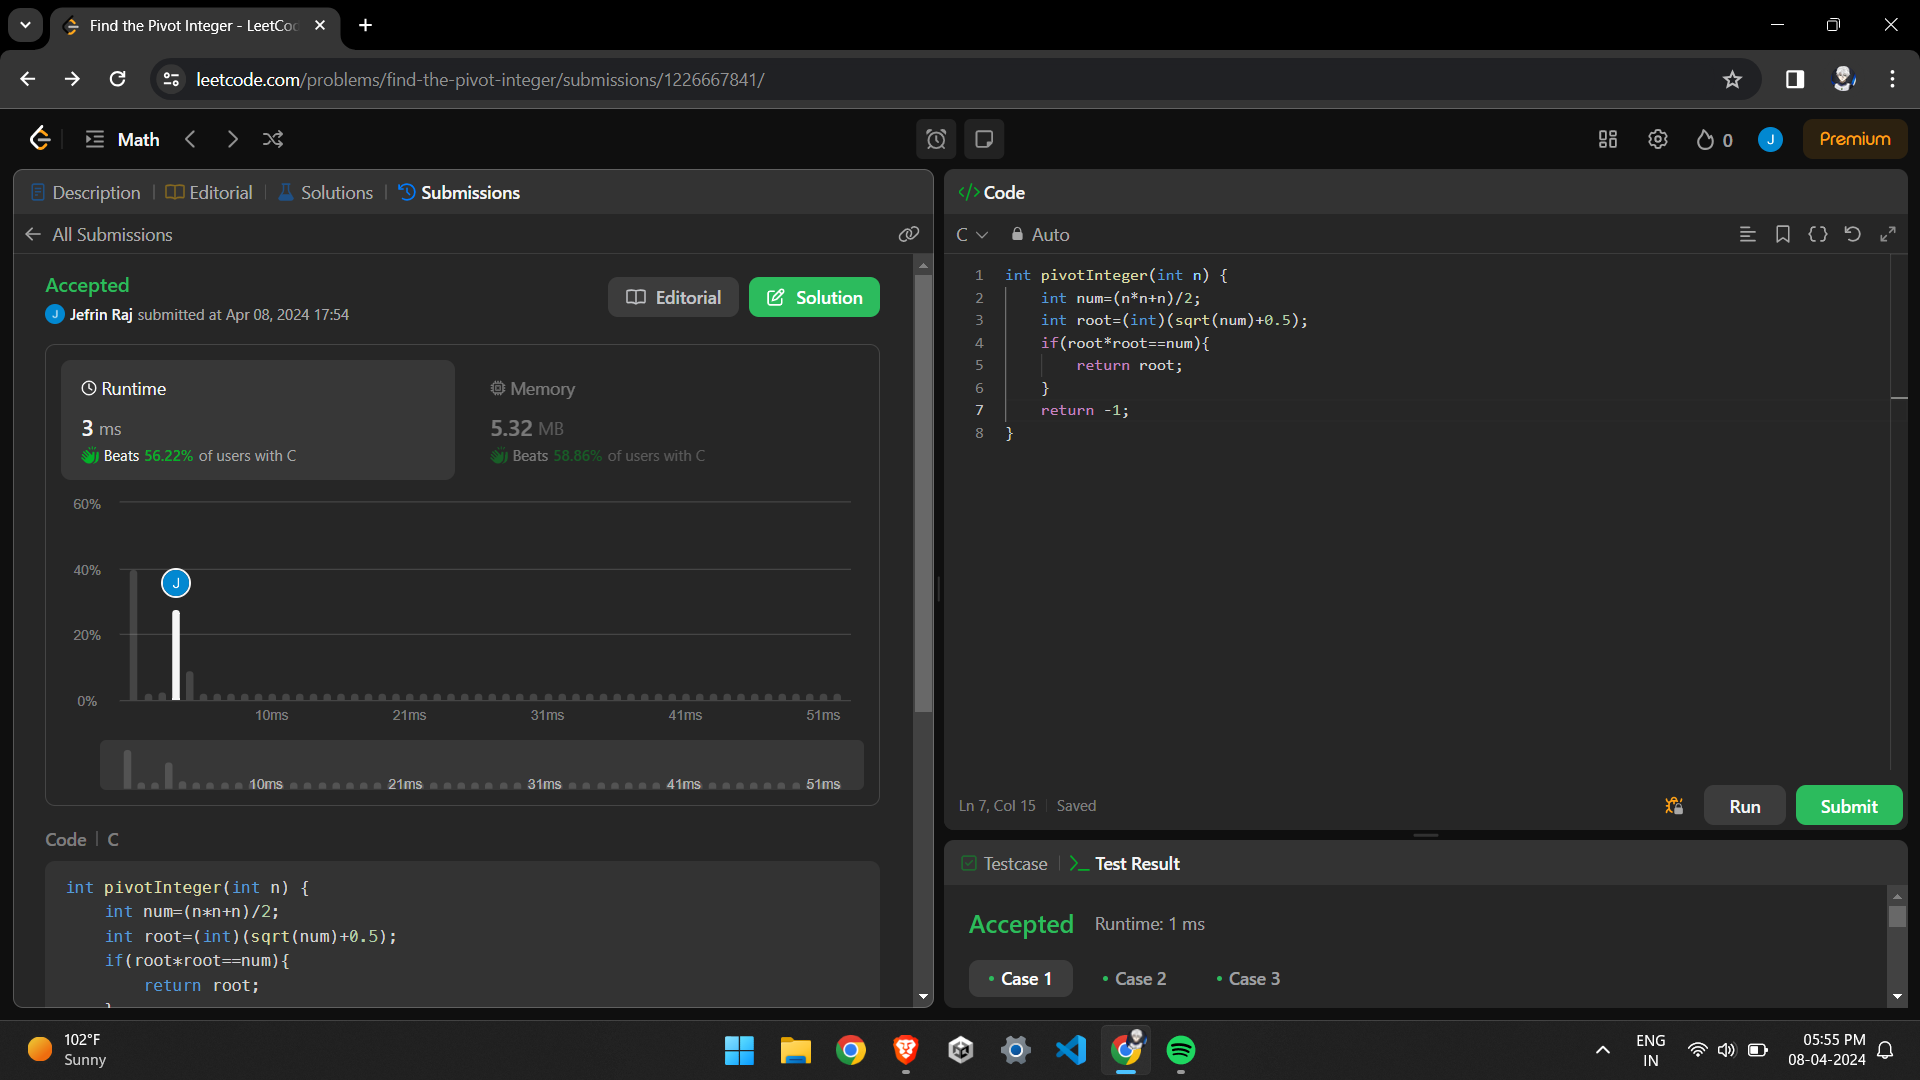 Find the Pivot Integer - LeetCod
leetcode.com/problems/find-the-pivot-integer/submissions/1226667841/
Math
0
J
Premium
Description
Editorial
Solutions
Submissions
All Submissions
Accepted
J Jefrin Raj submitted at Apr 08, 2024 17:54
Editorial
Solution
Runtime
3 ms
Beats 56.22% of users with C
Memory
5.32 MB
Beats 58.86% of users with C
60%
40%
20%
0%
J
10ms 21ms 31ms 41ms 51ms
10ms 21ms 31ms 41ms 51ms
Code | C
int pivotInteger(int n) {
int num=(n*n+n)/2;
int root=(int)(sqrt(num)+0.5);
if(root*root==num){
return root;
</> Code
C
Auto
1 int pivotInteger(int n) {
2 int num=(n*n+n)/2;
3 int root=(int)(sqrt(num)+0.5);
4 if(root*root==num){
5 return root;
6 }
7 return -1;
8 }
Ln 7, Col 15 | Saved
Run
Submit
Testcase
Test Result
Accepted Runtime: 1 ms
• Case 1 • Case 2 • Case 3
102°F
Sunny
ENG
IN
05:55 PM
08-04-2024